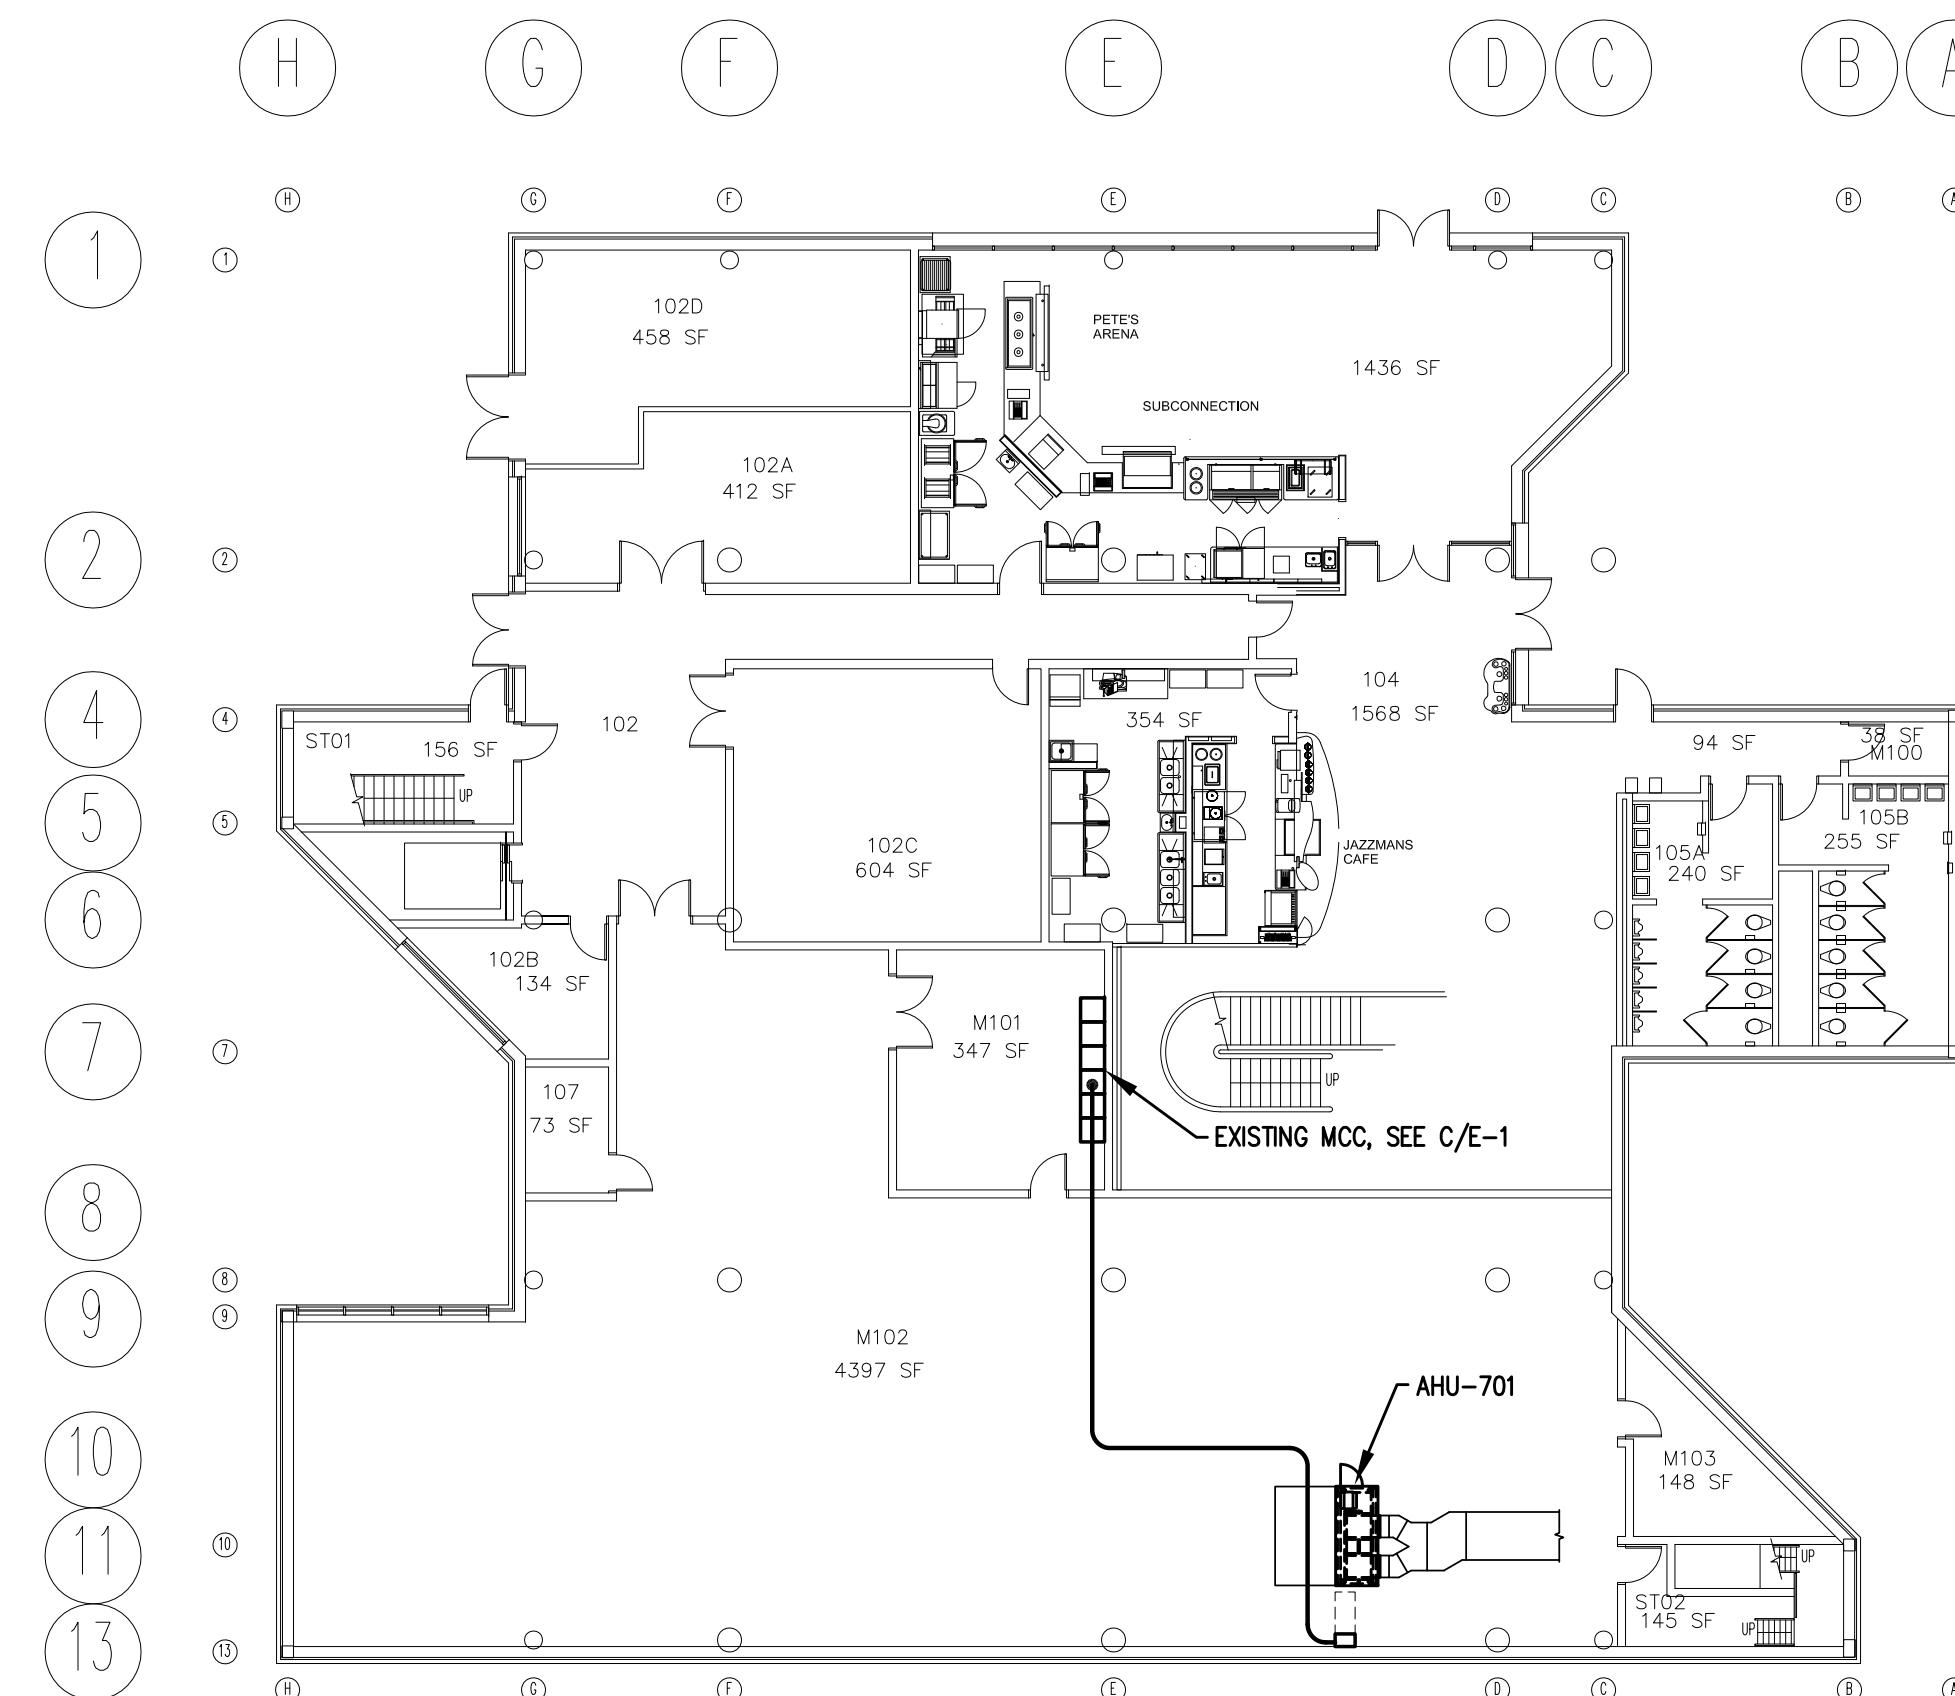 H G F E D C B A
H G F E D C B A
1
1
102D
458 SF
PETE'S
ARENA
1436 SF
SUBCONNECTION
102A
412 SF
2
2
4
4
ST01
156 SF
UP
102
354 SF
104
1568 SF
94 SF
38 SF
M100
5
5
102C
604 SF
JAZZMANS
CAFE
105A
240 SF
105B
255 SF
6
102B
134 SF
7
7
M101
347 SF
UP
107
73 SF
EXISTING MCC, SEE C/E-1
8
8
9
9
M102
4397 SF
AHU-701
10
M103
148 SF
11
10
UP
ST02
145 SF
UP
13
13
H G F E D C B A